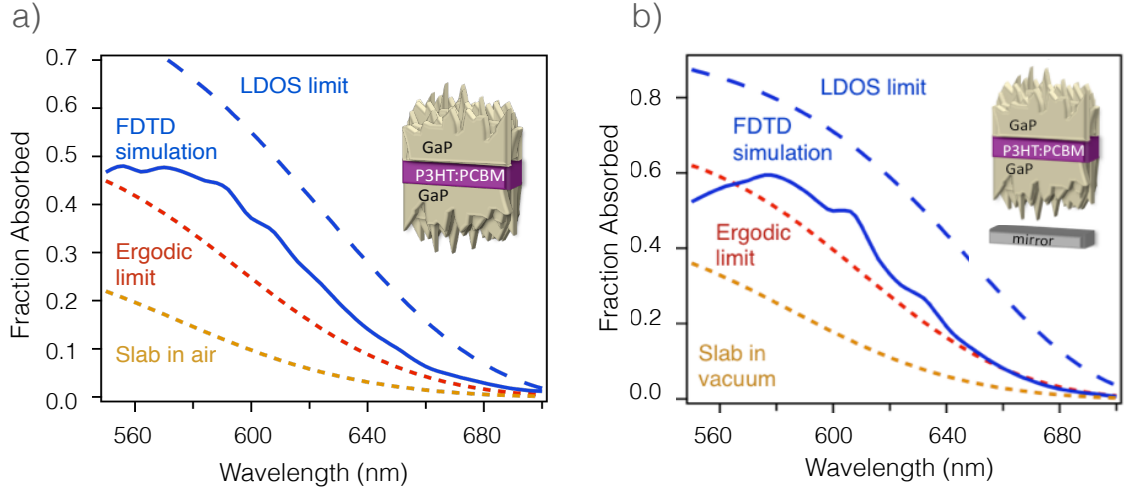 a)
Fraction Absorbed
0.7
0.6
0.5
0.4
0.3
0.2
0.1
0.0
LDOS limit
FDTD
simulation
Ergodic
limit
Slab in air
GaP
P3HT:PCBM
GaP
560
600
640
680
Wavelength (nm)
b)
Fraction Absorbed
0.8
0.6
0.4
0.2
0.0
LDOS limit
FDTD
simulation
Ergodic
limit
Slab in
vacuum
GaP
P3HT:PCBM
GaP
mirror
560
600
640
680
Wavelength (nm)